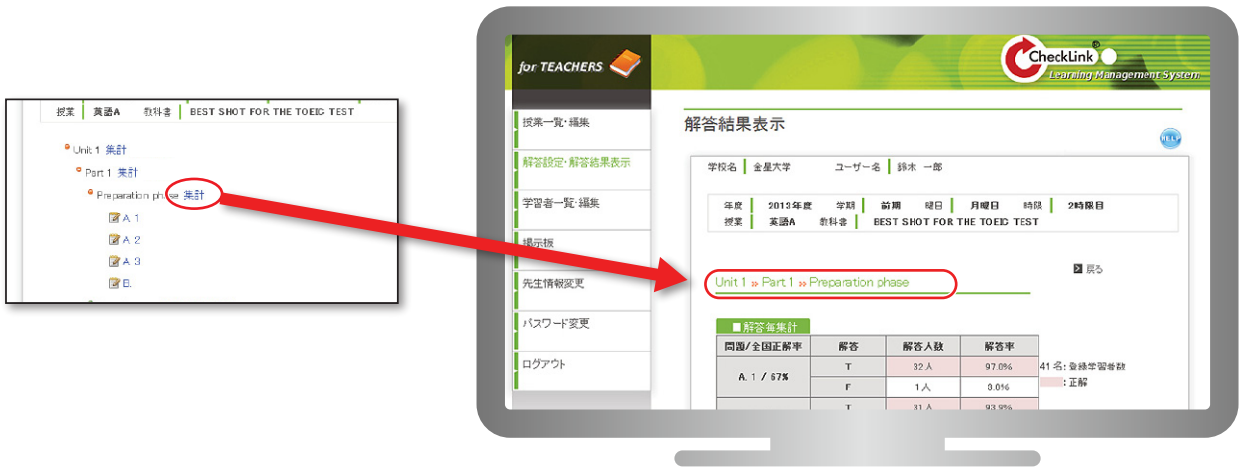 授業 英語A 教科書 BEST SHOT FOR THE TOEIC TEST
Unit 1 集計
Part 1 集計
Preparation phase 集計
A. 1
A. 2
A. 3
B.
for TEACHERS
CheckLink®
Learning Management System
授業一覧・編集
解答設定・解答結果表示
学習者一覧・編集
掲示板
先生情報変更
パスワード変更
ログアウト
解答結果表示
HELP
学校名 金星大学 ユーザー名 鈴木 一郎
年度 2013年度 学期 前期 曜日 月曜日 時限 2時限目
授業 英語A 教科書 BEST SHOT FOR THE TOEIC TEST
戻る
Unit 1 » Part 1 » Preparation phase
■解答毎集計
問題/全国正解率 解答 解答人数 解答率
A. 1 / 67% T 32人 97.0%
F 1人 3.0%
T 31人 93.9%
41 名: 登録学習者数
: 正解